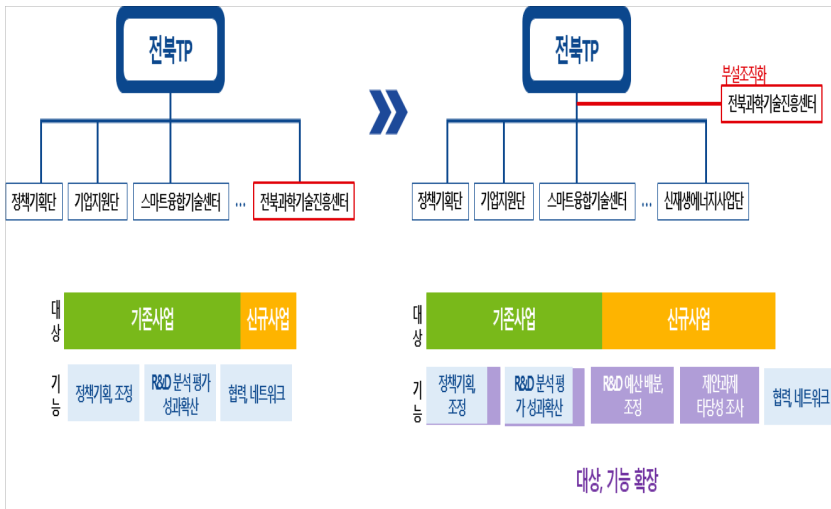 전북TP
정책기획단 기업지원단 스마트융합기술센터 ... 전북과학기술진흥센터
대
상
기존사업 신규사업
기
능
정책기획, 조정
R&D 분석 평가
성과확산
협력, 네트워크
전북TP
부설조직화
전북과학기술진흥센터
정책기획단 기업지원단 스마트융합기술센터 ... 신재생에너지사업단
대
상
기존사업 신규사업
기
능
정책기획,
조정
R&D 분석 평
가 성과확산
R&D 예산 배분,
조정
제안과제
타당성 조사
협력, 네트워크
대상, 기능 확장